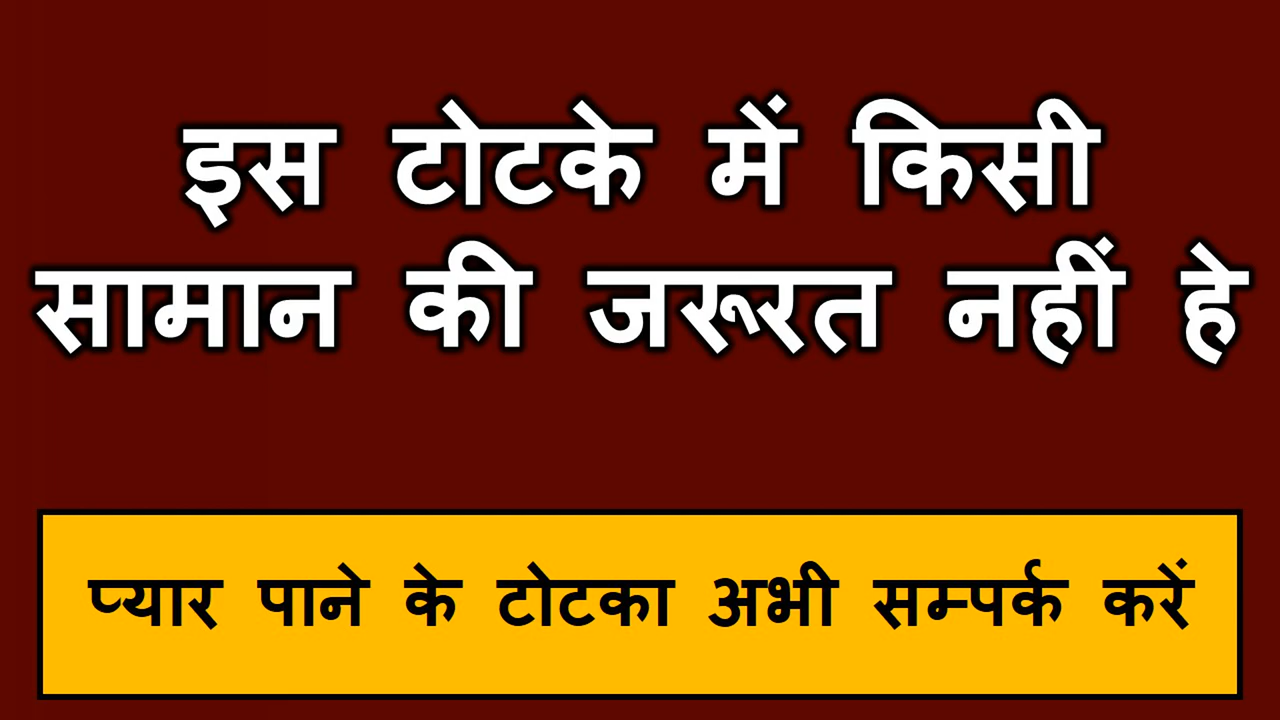 इस टोटके में किसी
सामान की जरूरत नहीं हे
प्यार पाने के टोटका अभी सम्पर्क करें